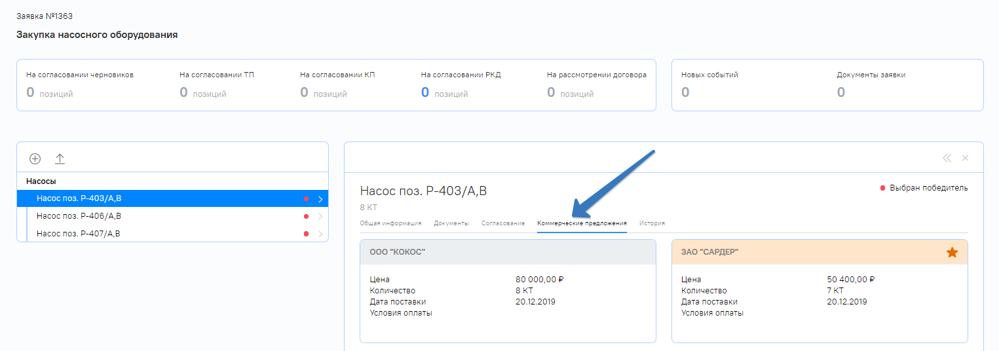 Заявка №1363
Закупка насосного оборудования
На согласовании черновиков
0 позиций
На согласовании ТП
0 позиций
На согласовании КП
0 позиций
На согласовании РКД
0 позиций
На рассмотрении договора
0 позиций
Новых событий
0
Документы заявки
0
Насосы
Насос поз. P-403/A,B
Насос поз. P-406/A,B
Насос поз. P-407/A,B
Насос поз. P-403/A,B
Выбран победитель
8 КТ
Общая информация Документы Согласование Коммерческие предложения История
ООО "КОКОС"
Цена 80 000,00 ₽
Количество 8 КТ
Дата поставки 20.12.2019
Условия оплаты
ЗАО "САРДЕР"
Цена 50 400,00 ₽
Количество 7 КТ
Дата поставки 20.12.2019
Условия оплаты